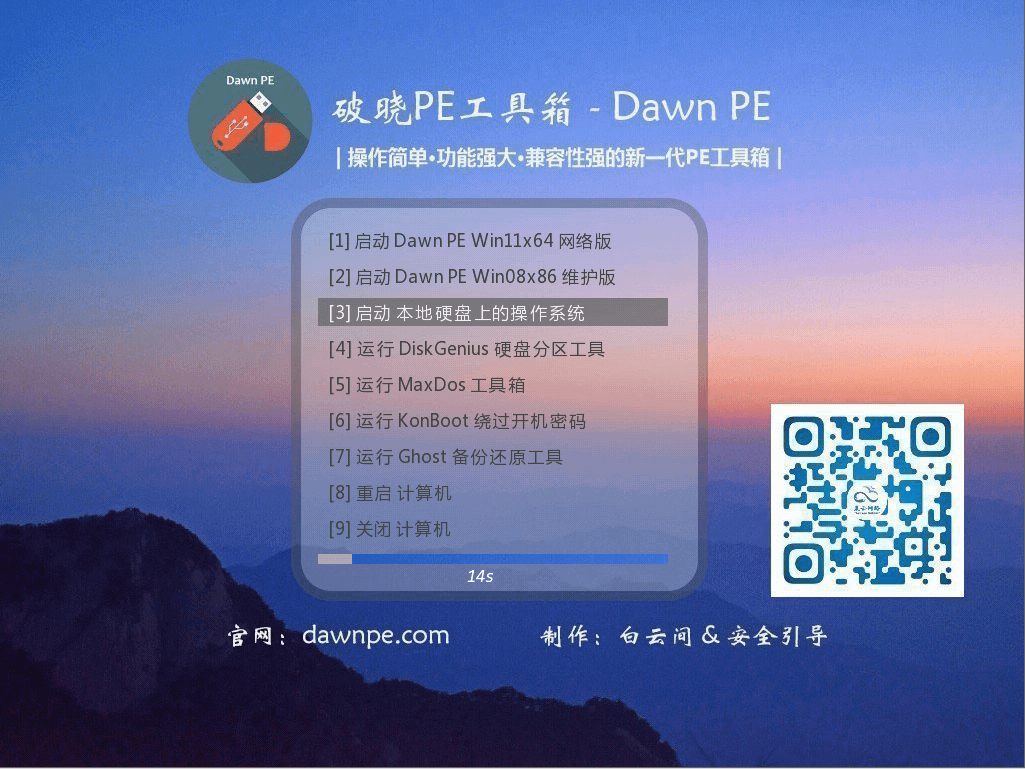 Dawn PE
破晓PE工具箱 - Dawn PE
| 操作简单•功能强大•兼容性强的新一代PE工具箱 |
[1] 启动 Dawn PE Win11x64 网络版
[2] 启动 Dawn PE Win08x86 维护版
[3] 启动 本地硬盘上的操作系统
[4] 运行 DiskGenius 硬盘分区工具
[5] 运行 MaxDos 工具箱
[6] 运行 KonBoot 绕过开机密码
[7] 运行 Ghost 备份还原工具
[8] 重启 计算机
[9] 关闭 计算机
14s
官网：dawnpe.com
制作：白云间 & 安全引导